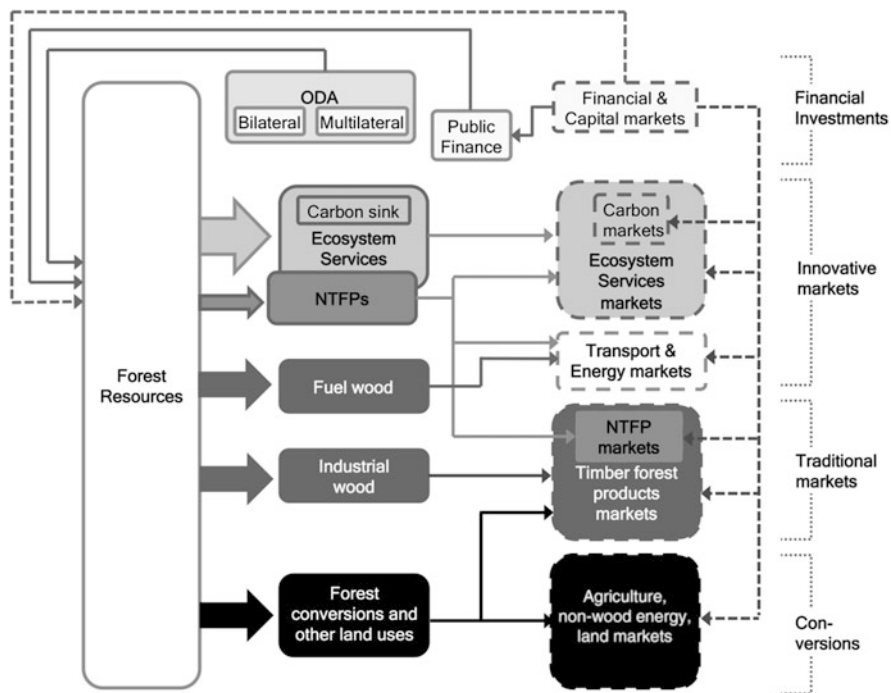 ODA
Bilateral
Multilateral
Public
Finance
Financial &
Capital markets
Financial
Investments
Forest
Resources
Carbon sink
Ecosystem
Services
NTFPs
Carbon
markets
Ecosystem
Services
markets
Innovative
markets
Fuel wood
Transport &
Energy markets
Industrial
wood
NTFP
markets
Timber forest
products
markets
Traditional
markets
Forest
conversions and
other land uses
Agriculture,
non-wood energy,
land markets
Con-
versions